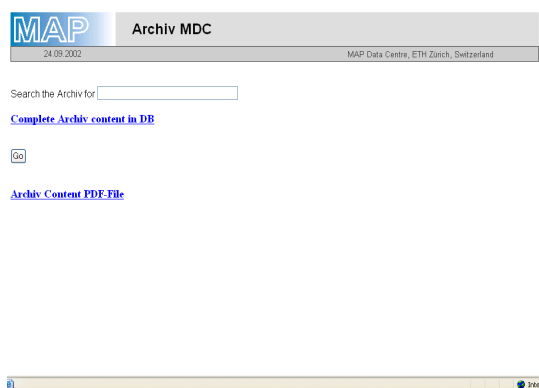 MAP Archiv MDC
24.09.2002 MAP Data Centre, ETH Zürich, Switzerland
Search the Archiv for
Complete Archiv content in DB
Go
Archiv Content PDF-File